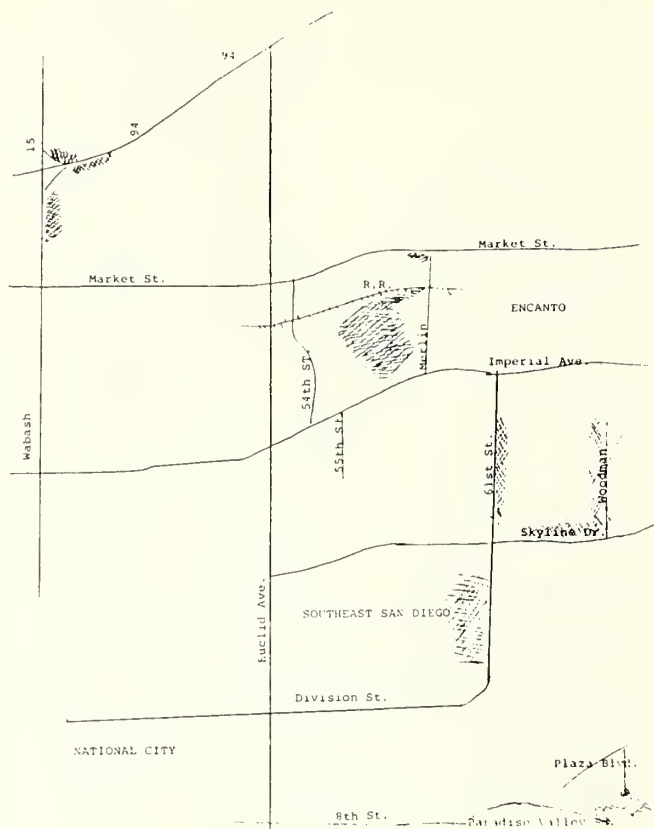 94
94
15
Market St.
Market St.
R.R.
ENCANTO
Merlin
Imperial Ave.
54th ST.
55th St.
Wabash
61st St.
Woodman
Skyline Dr.
Euclid Ave.
SOUTHEAST SAN DIEGO
Division St.
NATIONAL CITY
Plaza Blvd.
8th St.
Paradise Valley Rd.